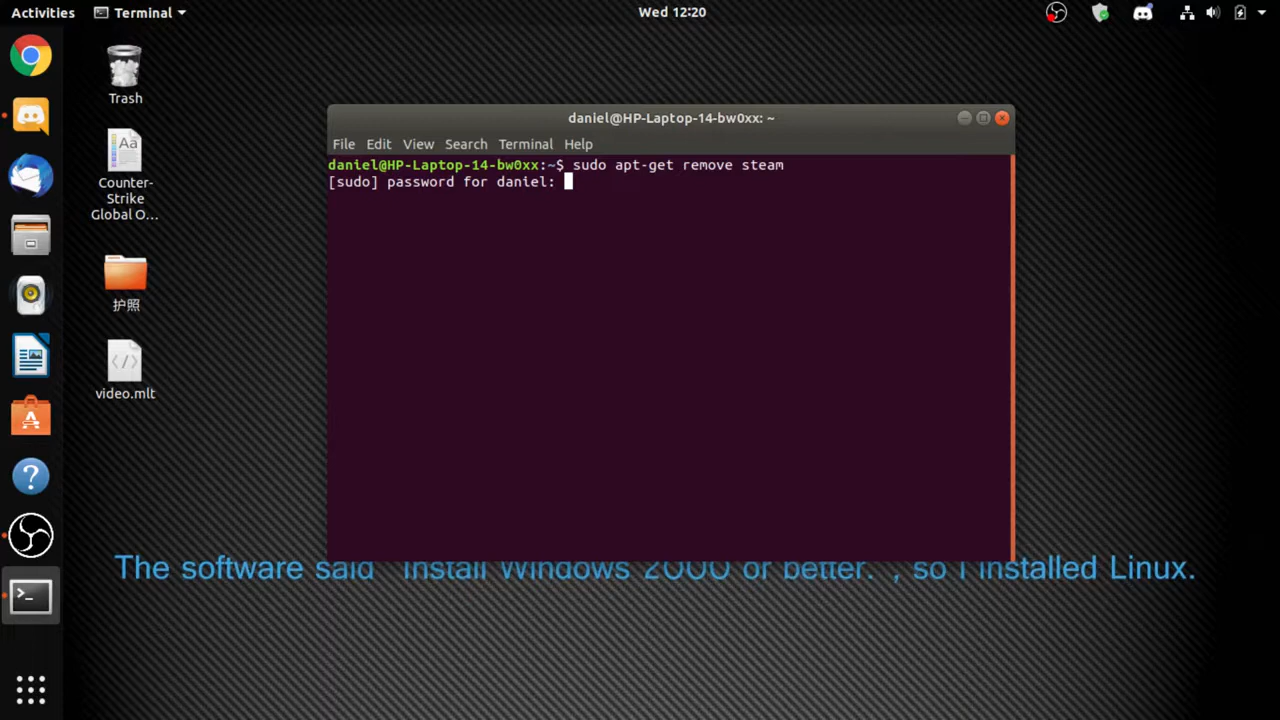 Activities
Terminal
Wed 12:20
Trash
Counter-
Strike
Global O...
护照
video.mlt
daniel@HP-Laptop-14-bw0xx: ~
File Edit View Search Terminal Help
daniel@HP-Laptop-14-bw0xx:~$ sudo apt-get remove steam
[sudo] password for daniel:
The software said "Install Windows 2000 or better.", so I installed Linux.